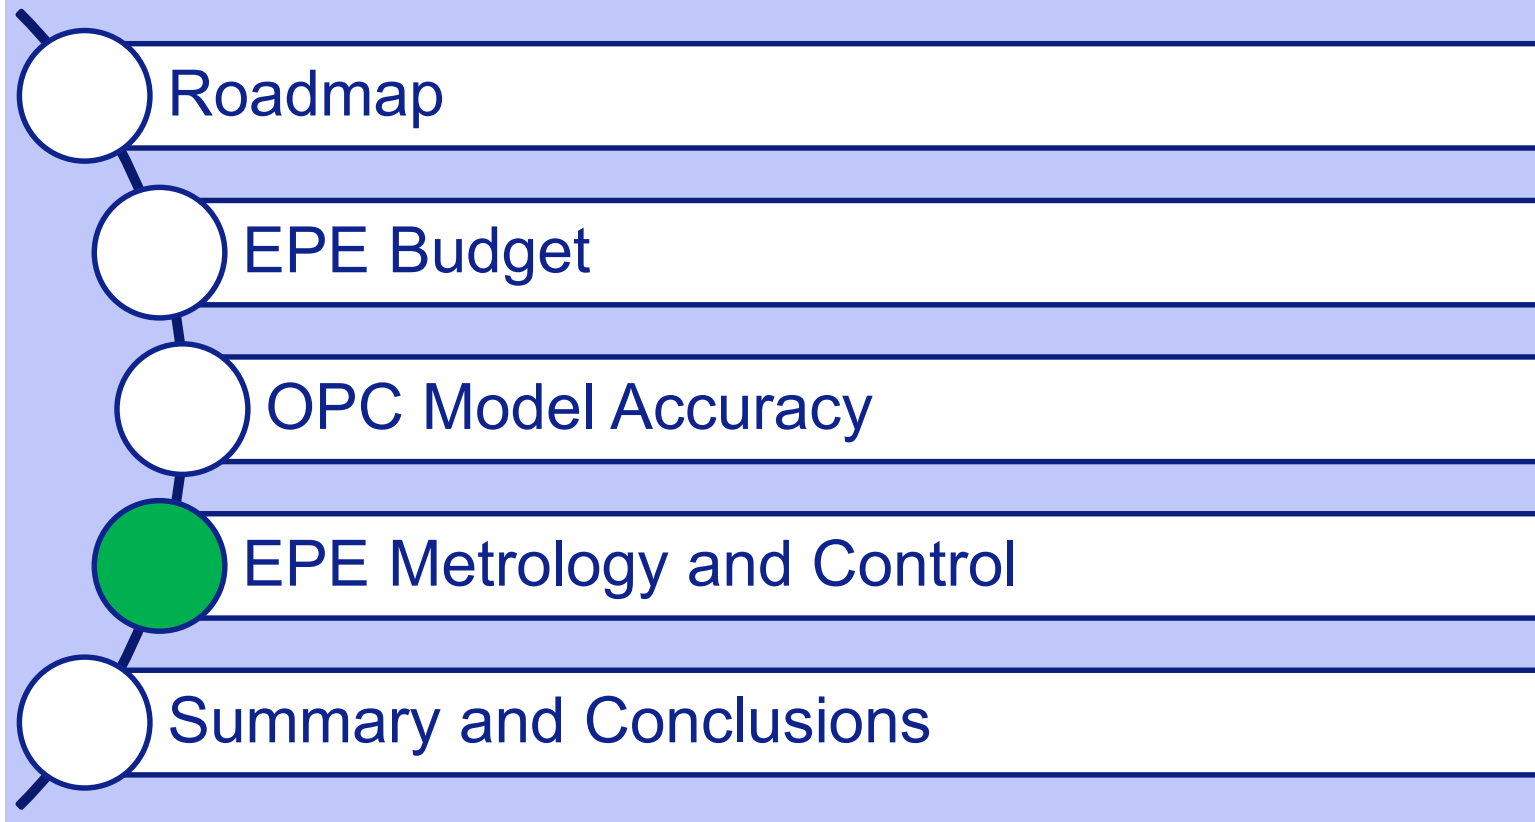 Roadmap
EPE Budget
OPC Model Accuracy
EPE Metrology and Control
Summary and Conclusions